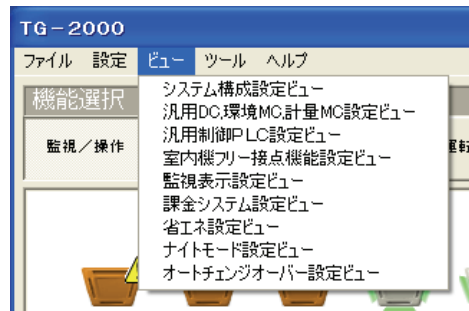 TG-2000
ファイル 設定 ビュー ツール ヘルプ
機能選択
監視/操作
システム構成設定ビュー
汎用DC,環境MC,計量MC設定ビュー
汎用制御PLC設定ビュー
室内機フリー接点機能設定ビュー
監視表示設定ビュー
課金システム設定ビュー
省エネ設定ビュー
ナイトモード設定ビュー
オートチェンジオーバー設定ビュー